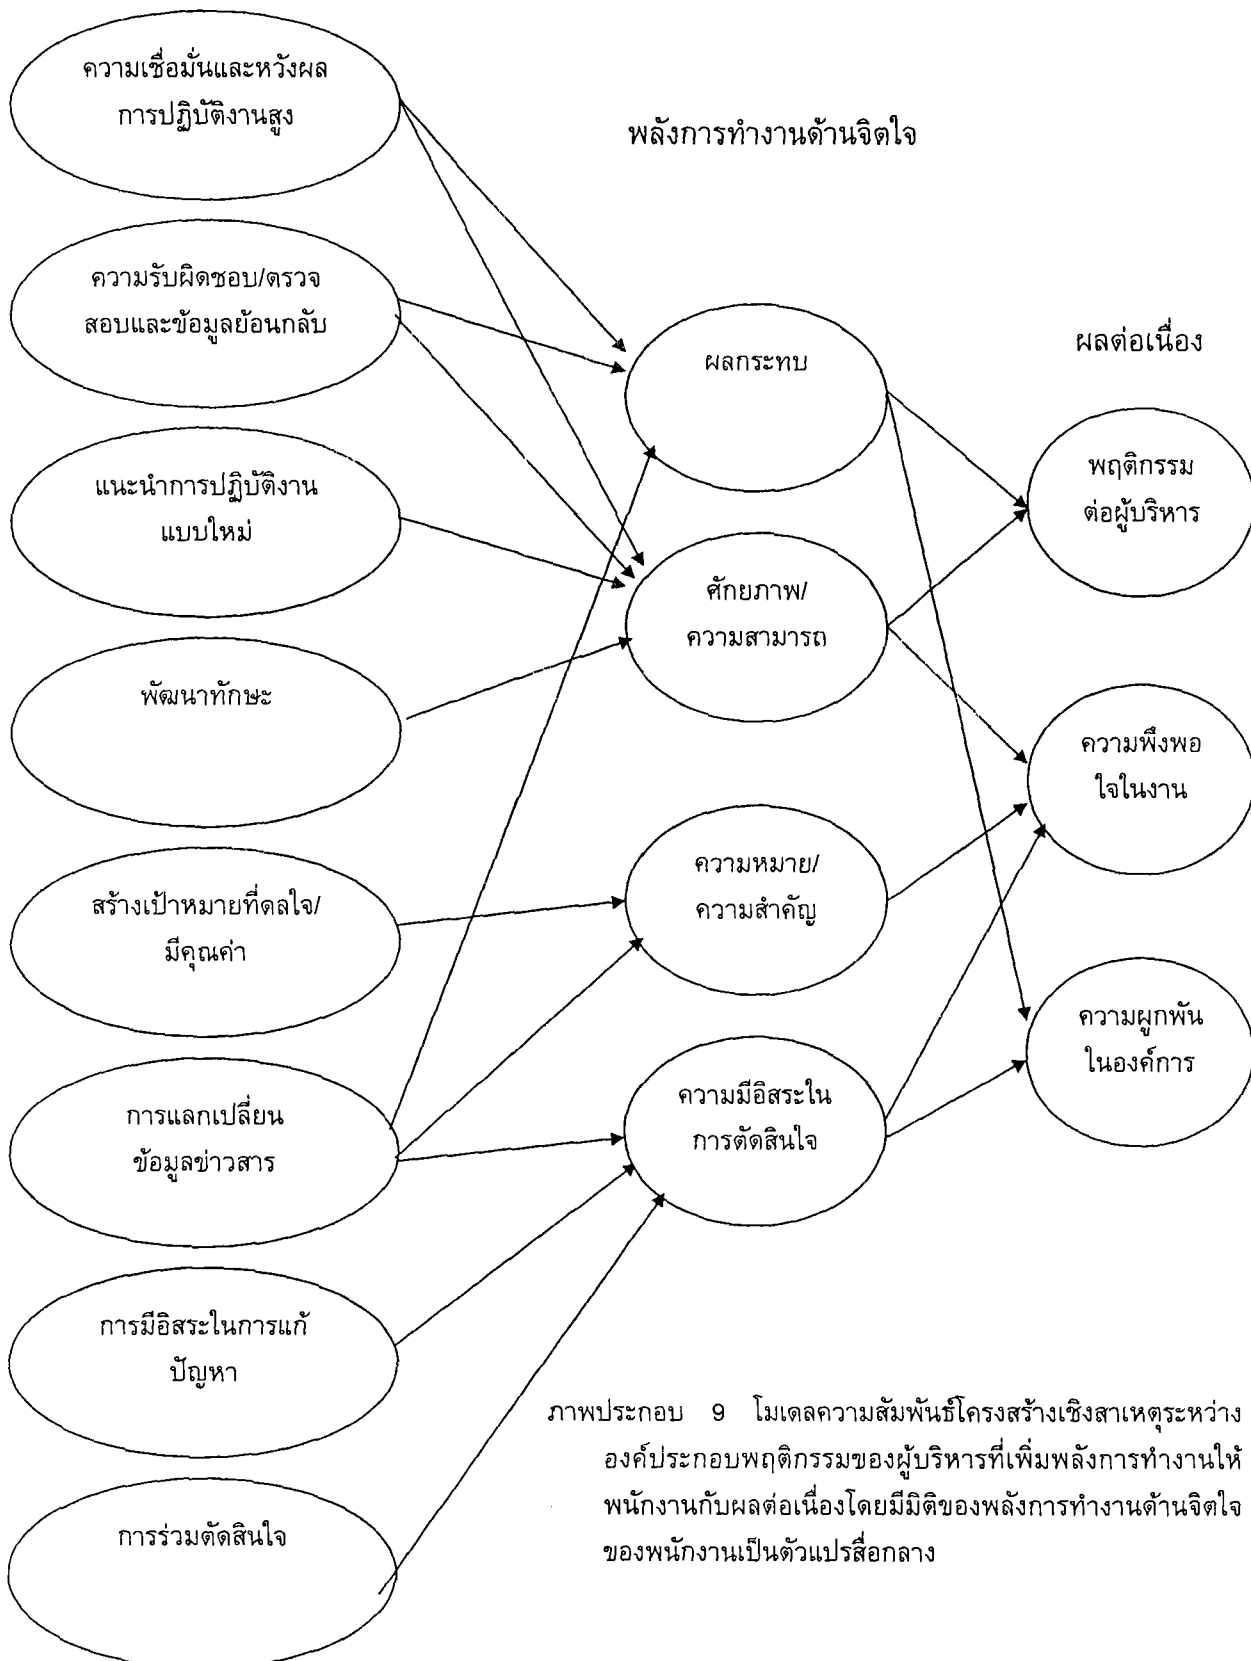 ความเชื่อมั่นและหวังผล
การปฏิบัติงานสูง
พลังการทำงานด้านจิตใจ
ความรับผิดชอบ/ตรวจ
สอบและข้อมูลย้อนกลับ
ผลกระทบ
ผลต่อเนื่อง
แนะนำการปฏิบัติงาน
แบบใหม่
พฤติกรรม
ต่อผู้บริหาร
ศักยภาพ/
ความสามารถ
พัฒนาทักษะ
ความพึงพอ
ใจในงาน
สร้างเป้าหมายที่ดลใจ/
มีคุณค่า
ความหมาย/
ความสำคัญ
ความผูกพัน
ในองค์การ
การแลกเปลี่ยน
ข้อมูลข่าวสาร
ความมีอิสระใน
การตัดสินใจ
การมีอิสระในการแก้
ปัญหา
การร่วมตัดสินใจ
ภาพประกอบ 9 โมเดลความสัมพันธ์โครงสร้างเชิงสาเหตุระหว่าง
องค์ประกอบพฤติกรรมของผู้บริหารที่เพิ่มพลังการทำงานให้
พนักงานกับผลต่อเนื่องโดยมีมิติของพลังการทำงานด้านจิตใจ
ของพนักงานเป็นตัวแปรสื่อกลาง